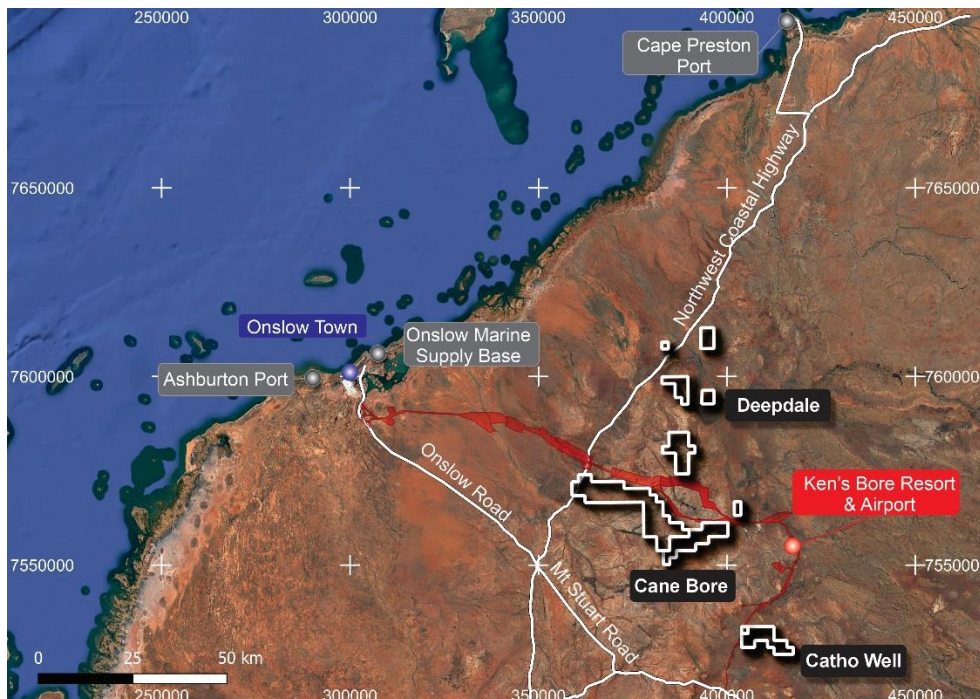 250000 300000 350000 400000 450000
Cape Preston
Port
7650000 765000
Northwest Coastal Highway
Onslow Town
Onslow Marine
Supply Base
Ashburton Port
7600000 760000
Deepdale
Onslow Road
Ken's Bore Resort
& Airport
7550000 755000
Cane Bore
Mt Stuart Road
Catho Well
0 25 50 km
250000 300000 350000 400000 450000